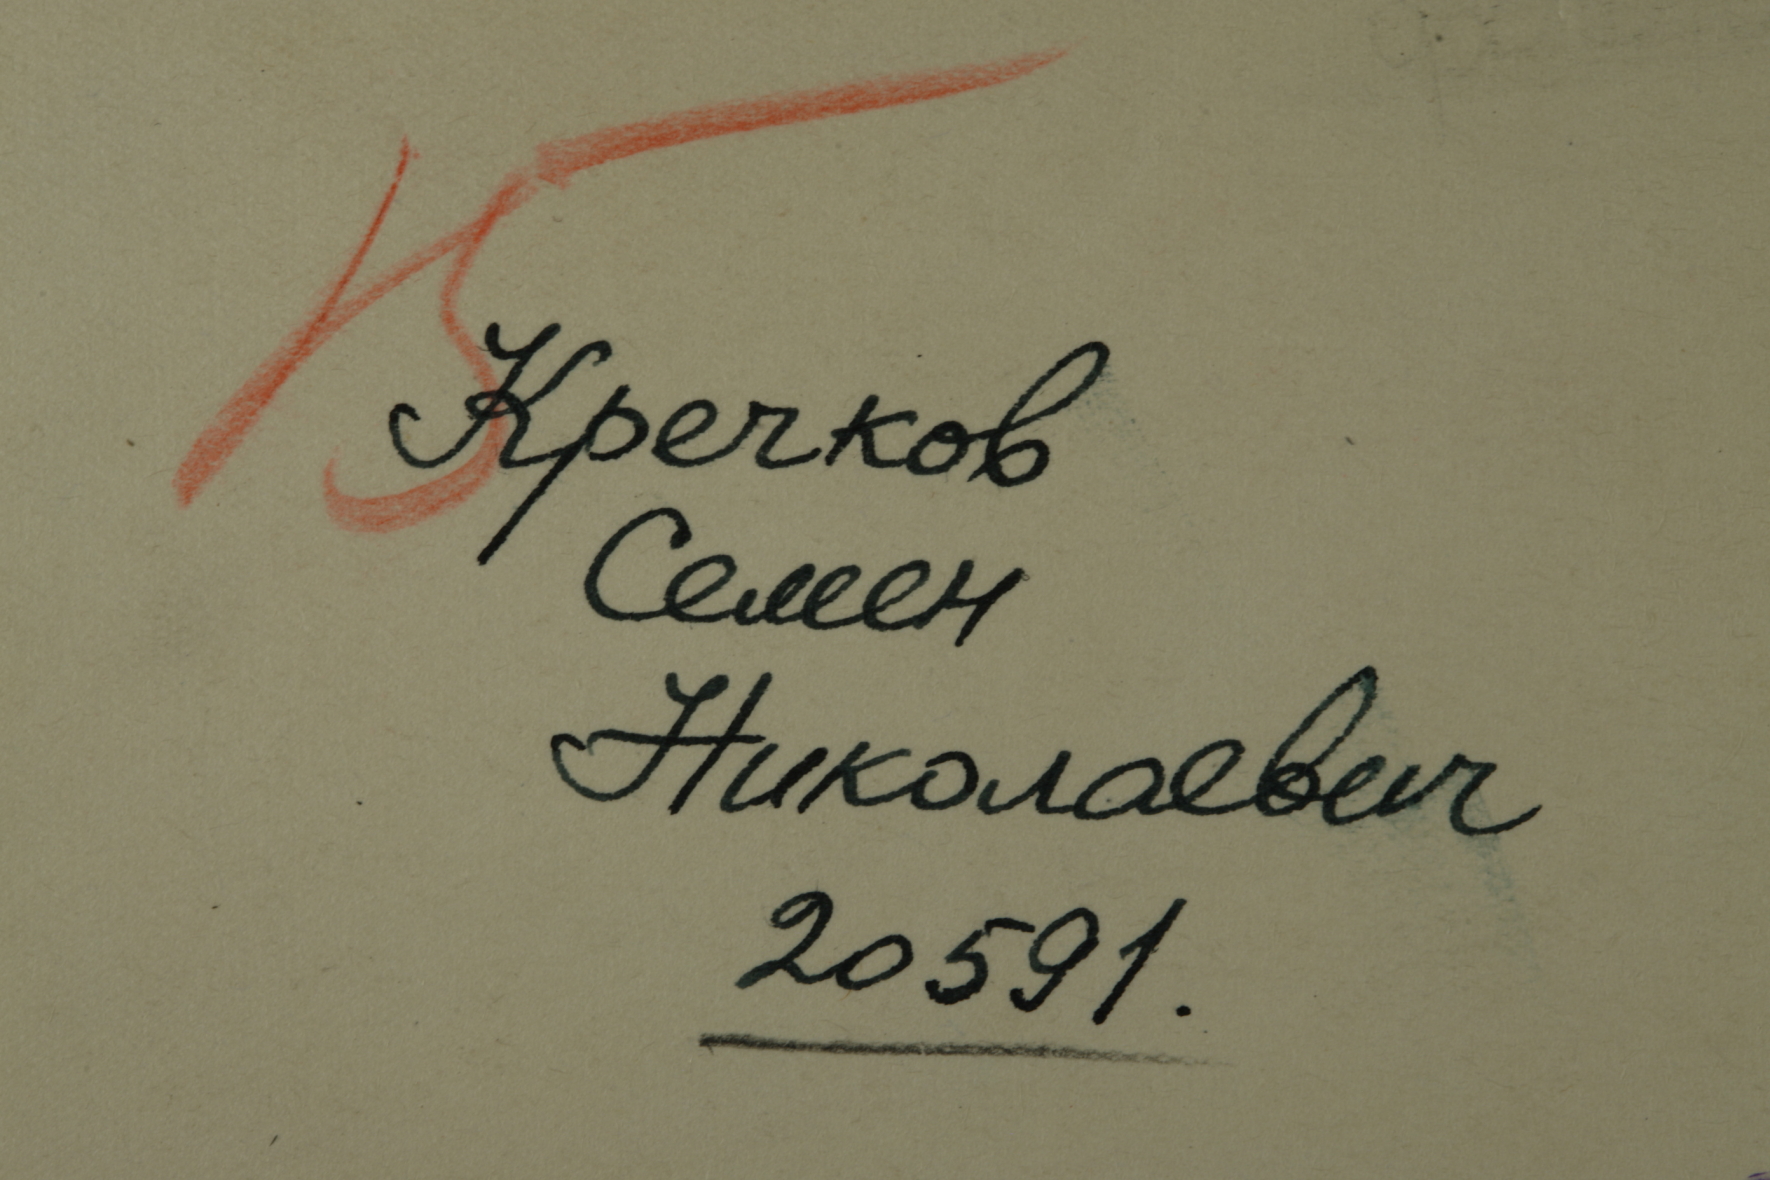 Кречков
Семен
Николаевич
20591.